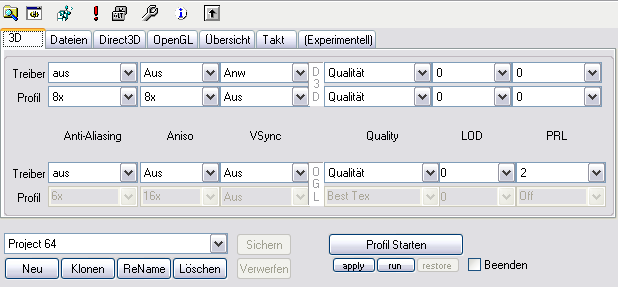 3D Dateien Direct3D OpenGL Übersicht Takt (Experimentell)
Treiber aus Aus Anw D3D Qualität 0 0
Profil 8x 8x Aus Qualität 0 0
Anti-Aliasing Aniso VSync Quality LOD PRL
Treiber aus Aus Aus OGL Qualität 0 2
Profil 6x 16x Aus Best Tex 0 Off
Project 64 Sichern Profil Starten
Neu Klonen ReName Löschen Verwerfen apply run restore Beenden